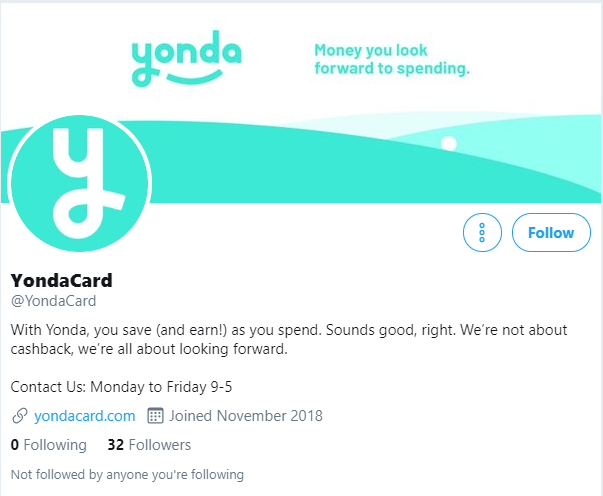 yonda
Money you look
forward to spending.
y
Follow
YondaCard
@YondaCard
With Yonda, you save (and earn!) as you spend. Sounds good, right. We’re not about
cashback, we’re all about looking forward.
Contact Us: Monday to Friday 9-5
yondacard.com Joined November 2018
0 Following 32 Followers
Not followed by anyone you're following